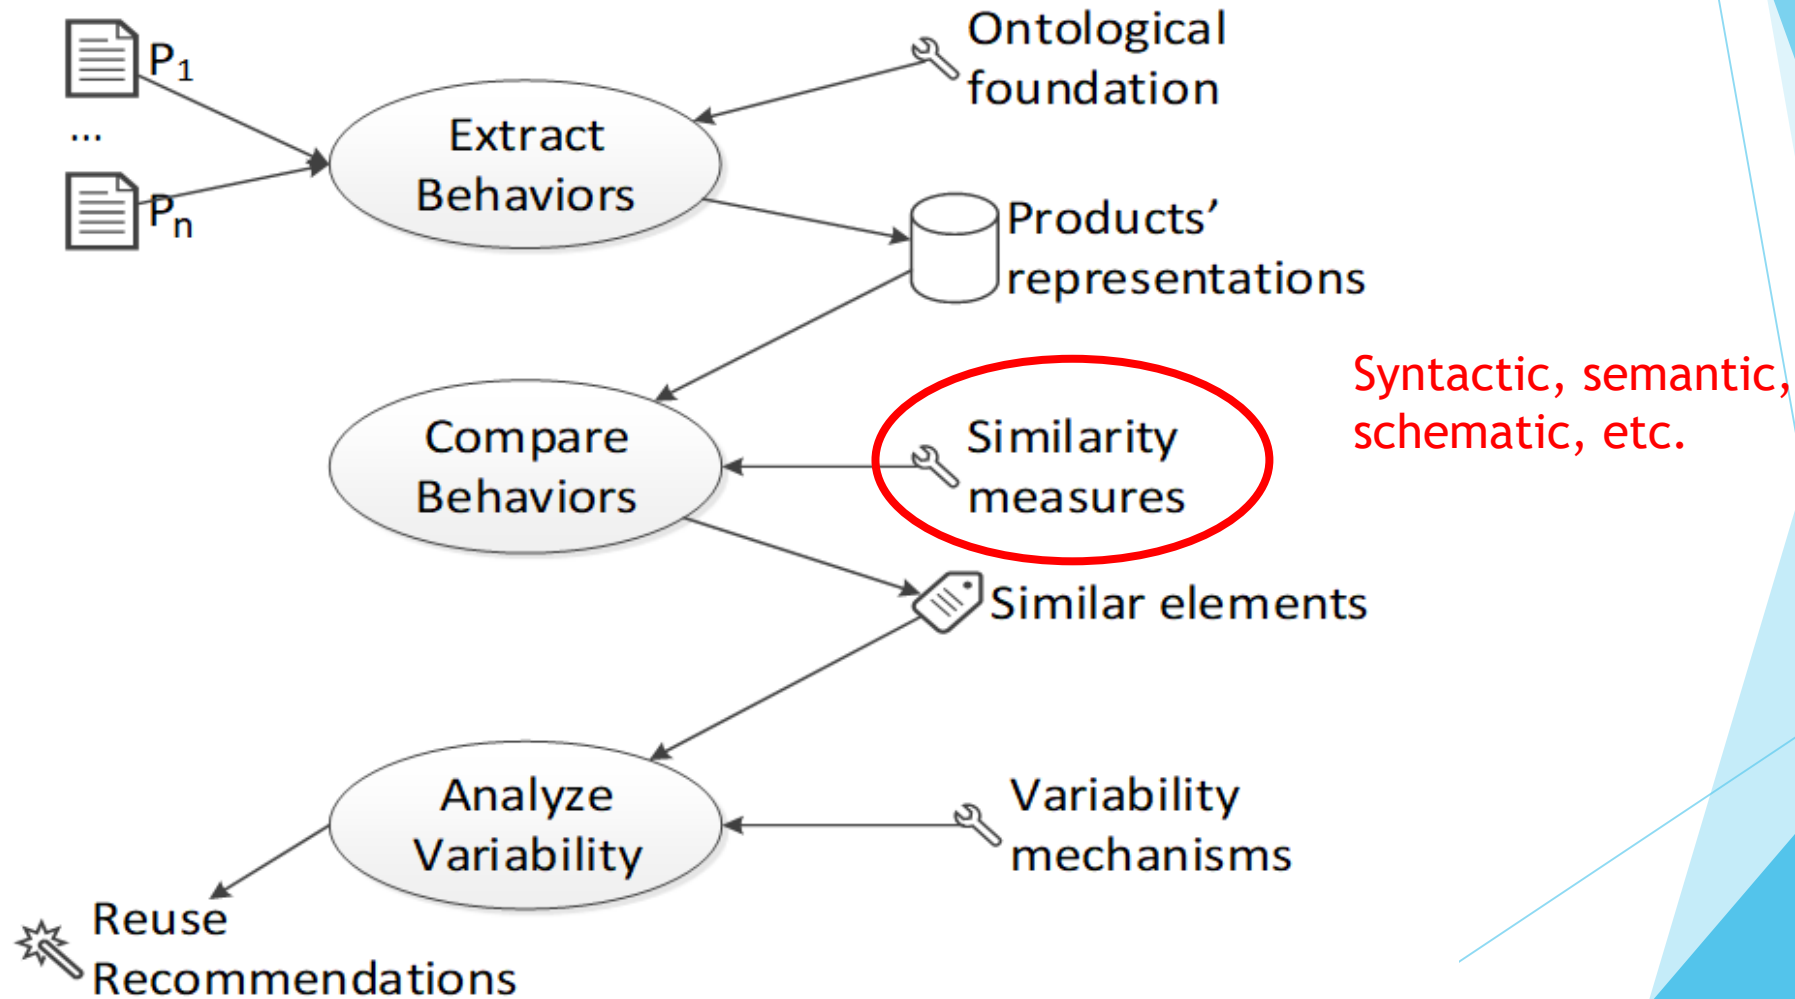 P1
...
Pn
Extract
Behaviors
Ontological
foundation
Products’
representations
Compare
Behaviors
Similarity
measures
Syntactic, semantic,
schematic, etc.
Similar elements
Analyze
Variability
Variability
mechanisms
Reuse
Recommendations